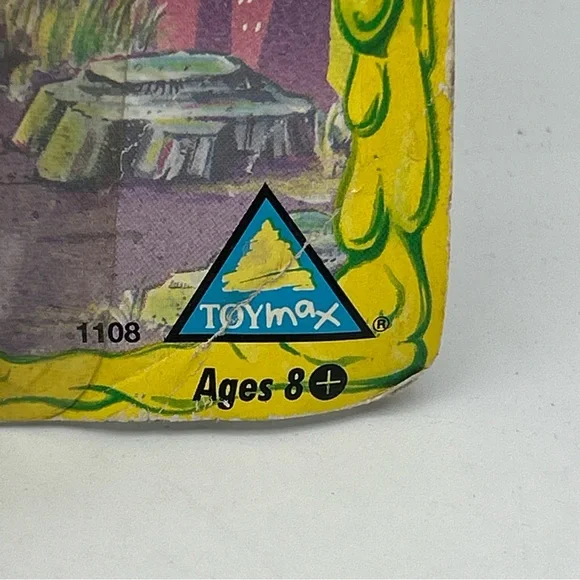 TOYmax ®
1108
Ages 8+